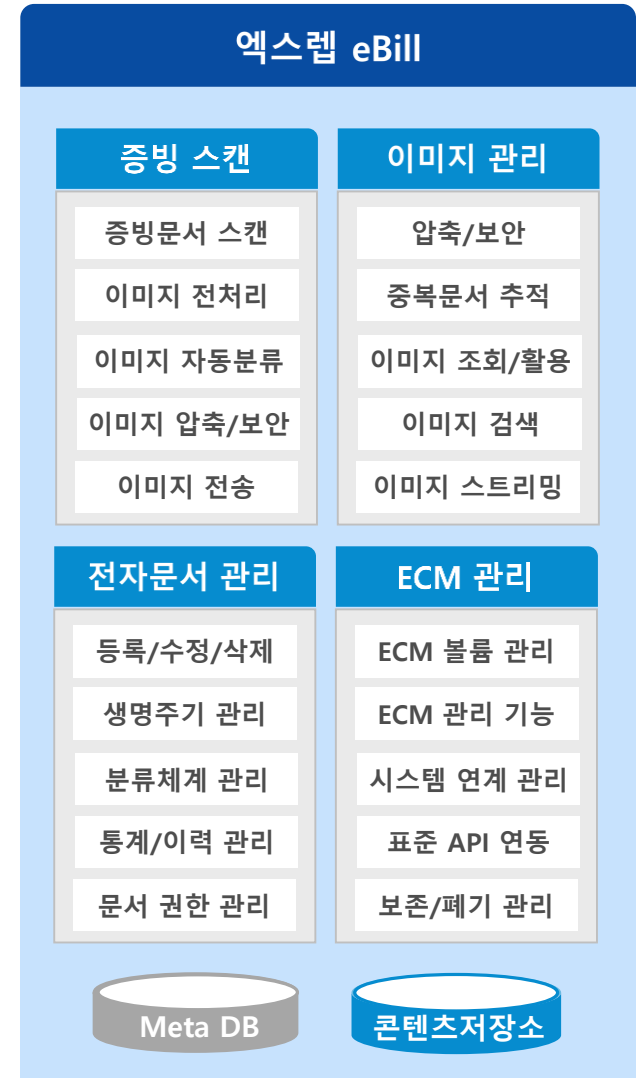 엑스렙 eBill
증빙 스캔
증빙문서 스캔
이미지 전처리
이미지 자동분류
이미지 압축/보안
이미지 전송
이미지 관리
압축/보안
중복문서 추적
이미지 조회/활용
이미지 검색
이미지 스트리밍
전자문서 관리
등록/수정/삭제
생명주기 관리
분류체계 관리
통계/이력 관리
문서 권한 관리
ECM 관리
ECM 볼륨 관리
ECM 관리 기능
시스템 연계 관리
표준 API 연동
보존/폐기 관리
Meta DB
콘텐츠저장소